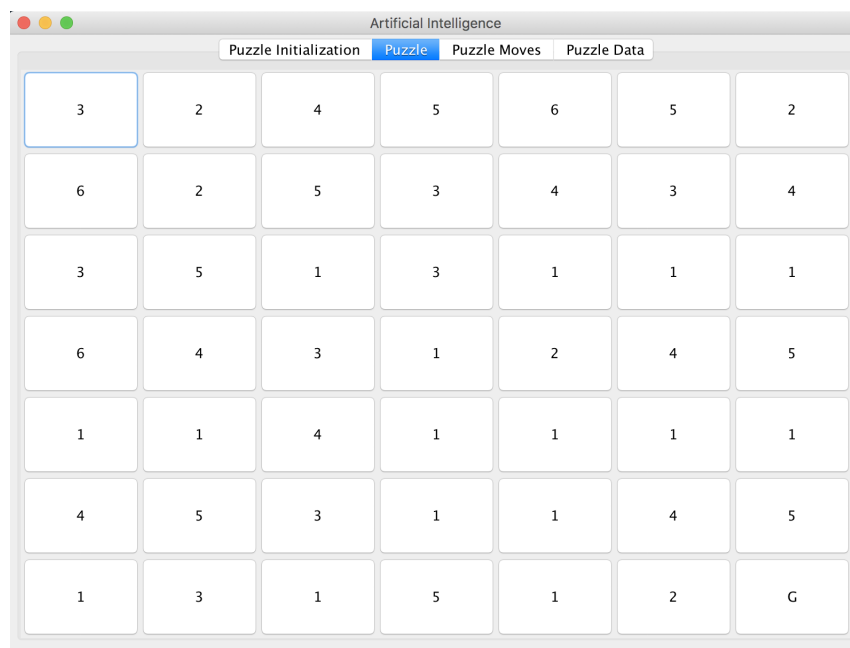 Artificial Intelligence
Puzzle Initialization Puzzle Puzzle Moves Puzzle Data
3 2 4 5 6 5 2
6 2 5 3 4 3 4
3 5 1 3 1 1 1
6 4 3 1 2 4 5
1 1 4 1 1 1 1
4 5 3 1 1 4 5
1 3 1 5 1 2 G